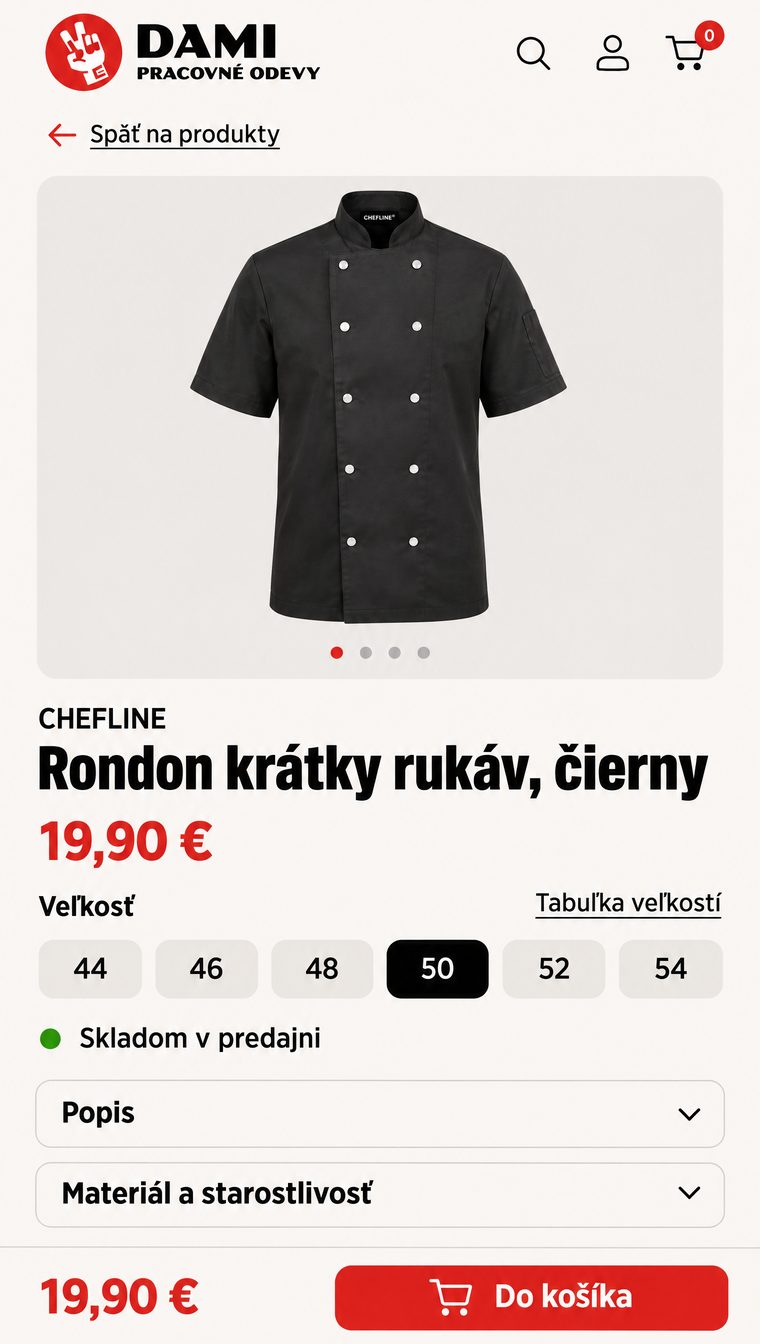 DAMI
PRACOVNÉ ODEVY
0
Späť na produkty
CHEFLINE®
CHEFLINE
Rondon krátky rukáv, čierny
19,90 €
Veľkosť
Tabuľka veľkostí
44 46 48 50 52 54
Skladom v predajni
Popis
Materiál a starostlivosť
19,90 €
Do košíka